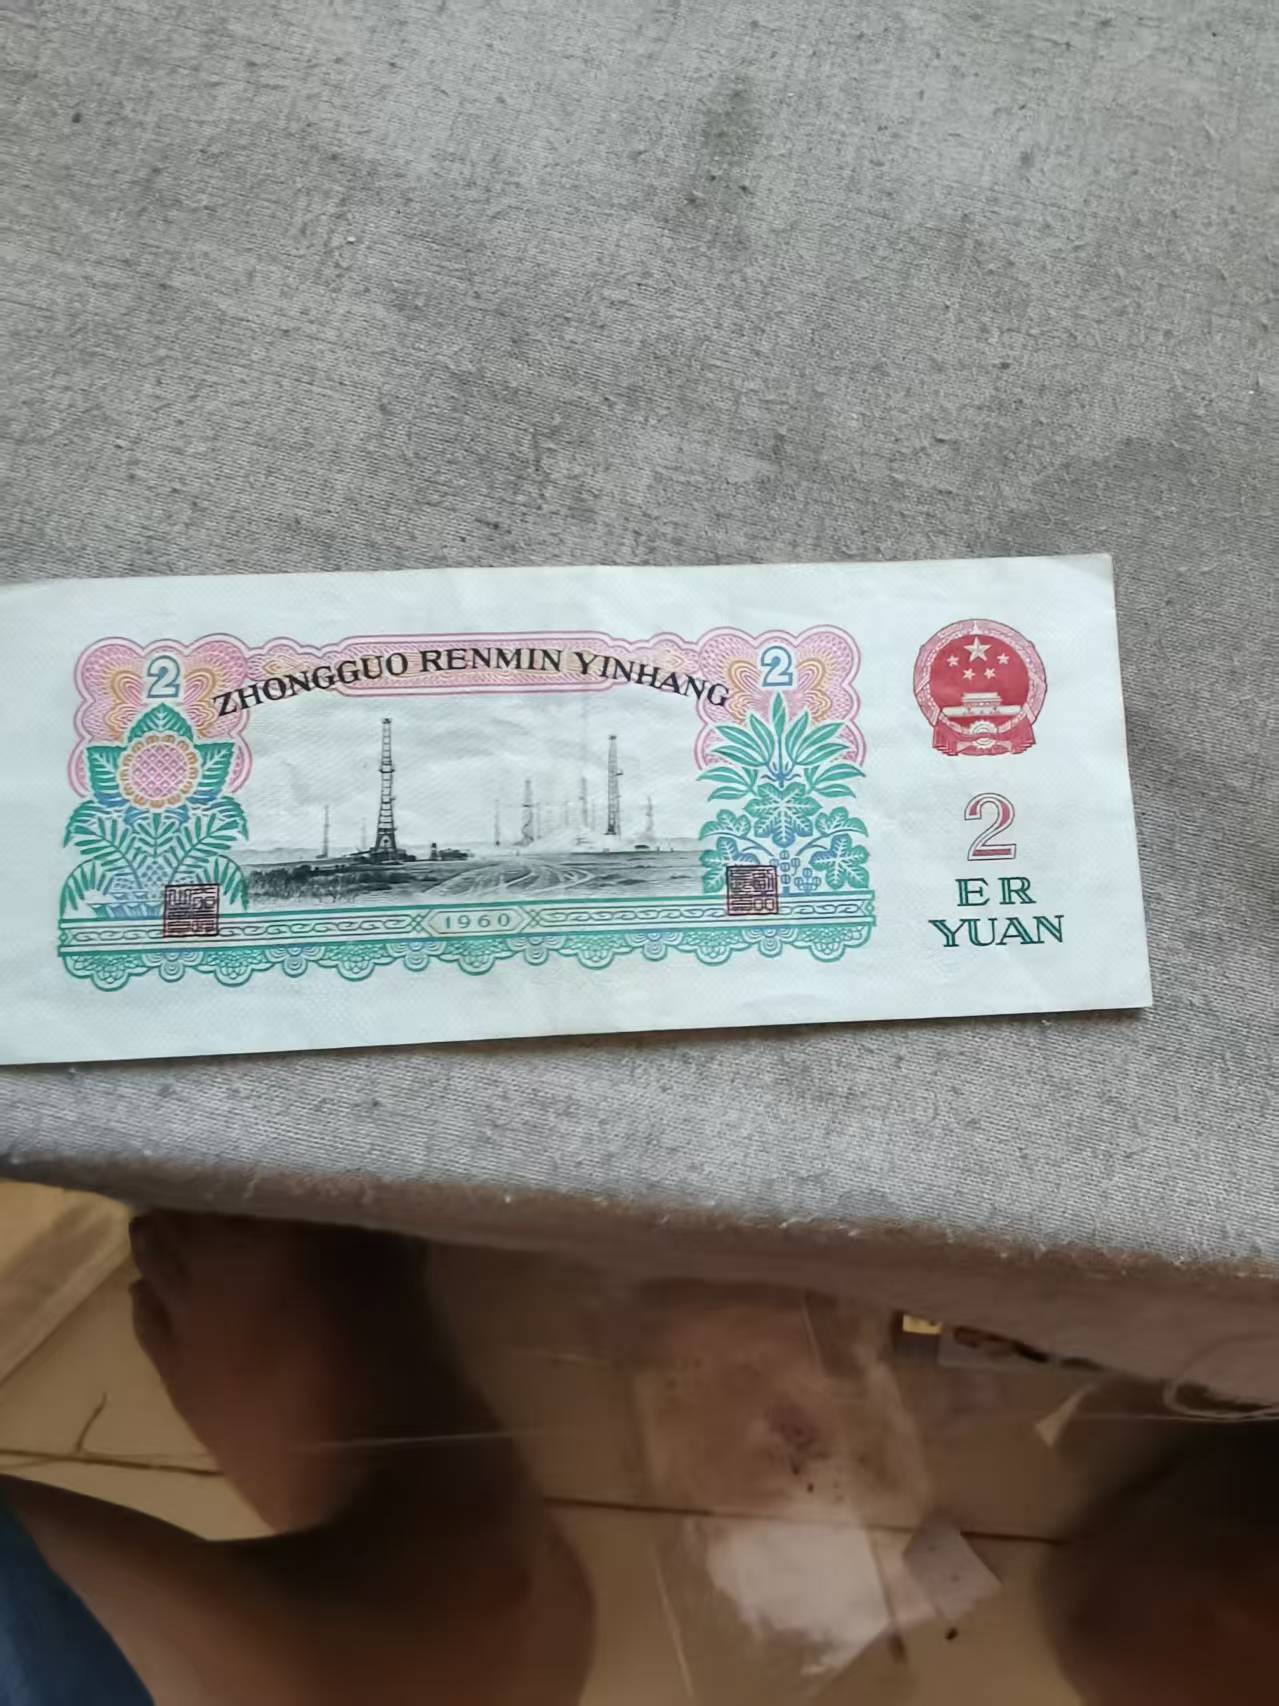 2
ZHONGGUO RENMIN YINHANG
2
1960
2
ER
YUAN